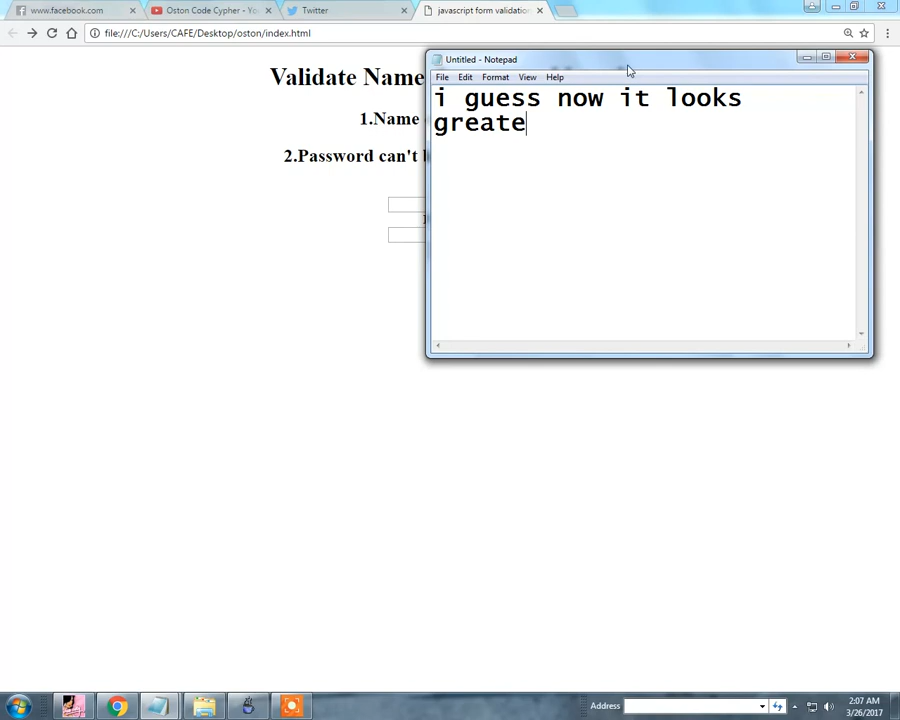 www.facebook.com
Oston Code Cypher - Yo
Twitter
javascript form validatio
file:///C:/Users/CAFE/Desktop/oston/index.html
Validate Name
1.Name
2.Password can't
Untitled - Notepad
File Edit Format View Help
i guess now it looks
greate
Address
2:07 AM
3/26/2017